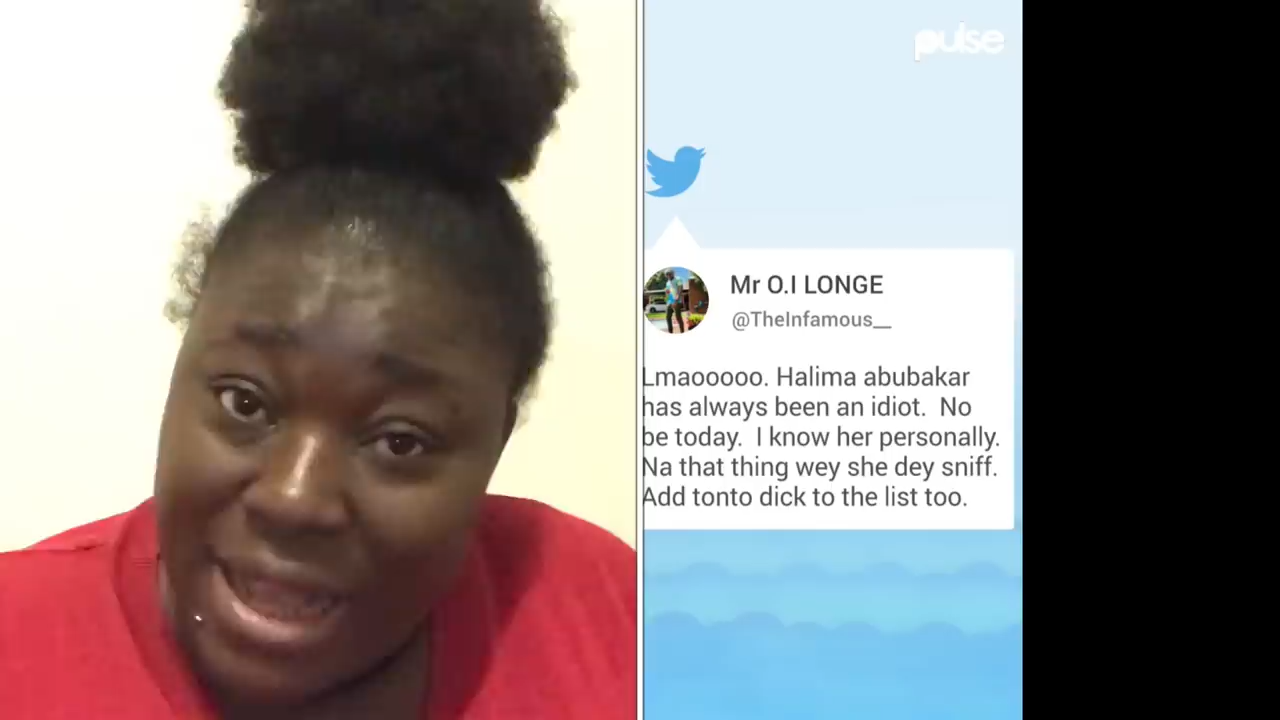 pulse
Mr O.I LONGE
@TheInfamous__
Lmaooooo. Halima abubakar
has always been an idiot. No
be today. I know her personally.
Na that thing wey she dey sniff.
Add tonto dick to the list too.